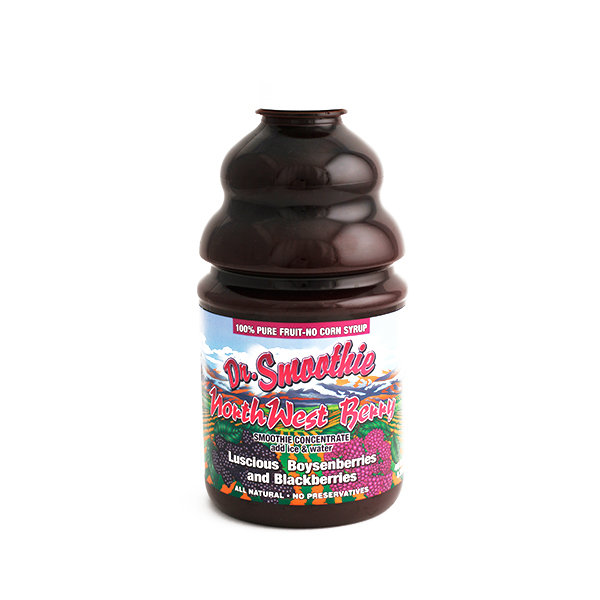 100% PURE FRUIT-NO CORN SYRUP
Dr. Smoothie
NorthWest Berry
SMOOTHIE CONCENTRATE
add ice & water
Luscious Boysenberries
and Blackberries
ALL NATURAL • NO PRESERVATIVES